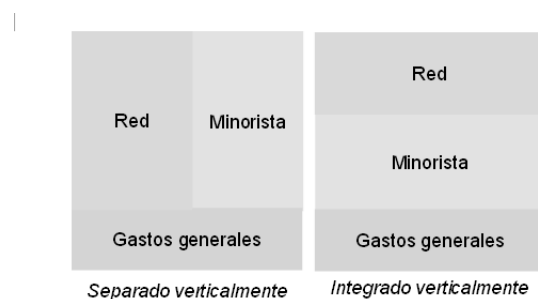 Red
Minorista
Gastos generales
Separado verticalmente
Red
Minorista
Gastos generales
Integrado verticalmente